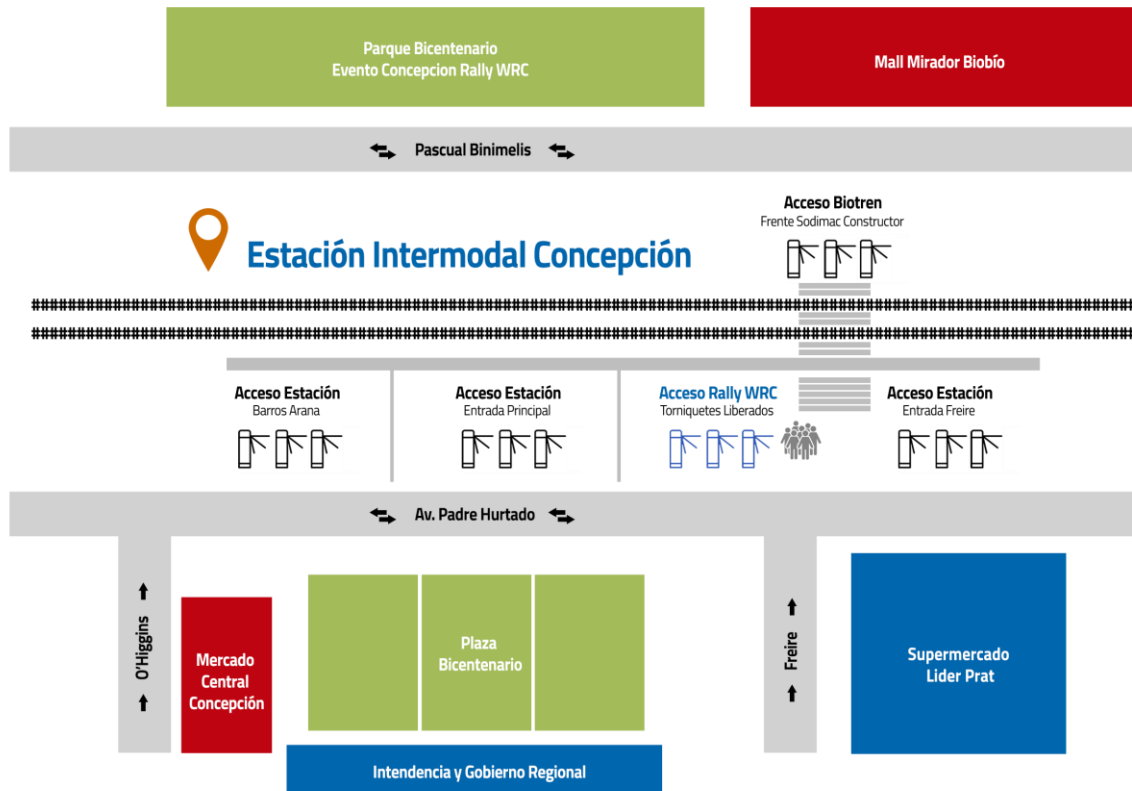 Parque Bicentenario
Evento Concepcion Rally WRC
Mall Mirador Biobío
Pascual Binimelis
Acceso Biotren
Frente Sodimac Constructor
Estación Intermodal Concepción
Acceso Estación
Barros Arana
Acceso Estación
Entrada Principal
Acceso Rally WRC
Torniquetes Liberados
Acceso Estación
Entrada Freire
Av. Padre Hurtado
O'Higgins
Mercado
Central
Concepción
Plaza
Bicentenario
Freire
Supermercado
Lider Prat
Intendencia y Gobierno Regional